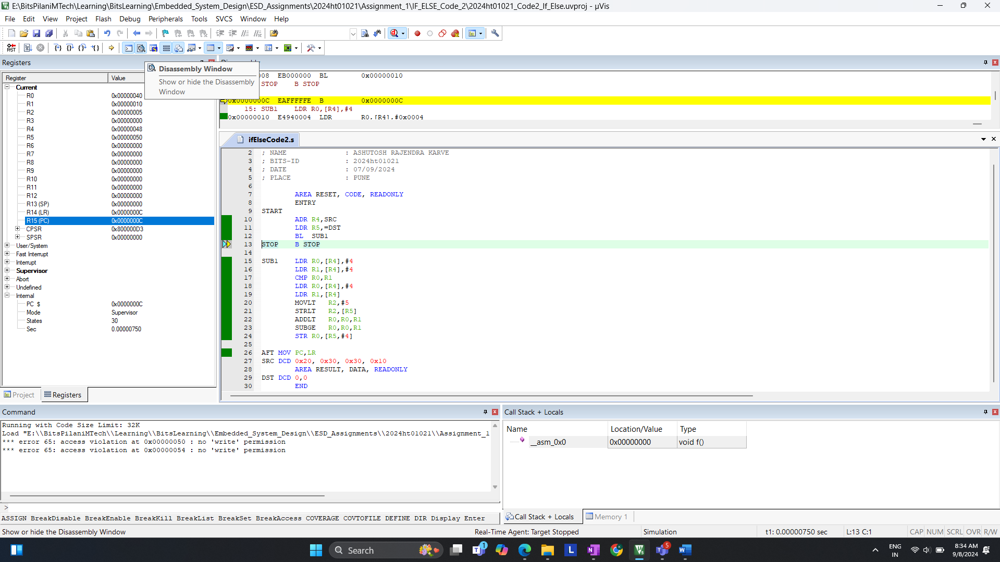 E:\BitsPilaniMTech\Learning\BitsLearning\Embedded_System_Design\ESD_Assignments\2024ht01021\Assignment_1\IF_ELSE_Code_2\2024ht01021_Code2_If_Else.uvproj - µVis
File Edit View Project Flash Debug Peripherals Tools SVCS Window Help
Registers
Register Value
Current
R0 0x00000040
R1 0x00000010
R2 0x00000005
R3 0x00000000
R4 0x00000048
R5 0x00000050
R6 0x00000000
R7 0x00000000
R8 0x00000000
R9 0x00000000
R10 0x00000000
R11 0x00000000
R12 0x00000000
R13 (SP) 0x00000000
R14 (LR) 0x0000000C
R15 (PC) 0x0000000C
CPSR 0x800000D3
SPSR 0x00000000
User/System
Fast Interrupt
Interrupt
Supervisor
Abort
Undefined
Internal
PC $ 0x0000000C
Mode Supervisor
States 30
Sec 0.00000750
Project Registers
Disassembly Window
Show or hide the Disassembly
Window
08 EB000000 BL 0x00000010
STOP B STOP
0x0000000C EAFFFFFE B 0x0000000C
15: SUB1 LDR R0,[R4],#4
0x00000010 E4940004 LDR R0,[R4],#0x0004
ifElseCode2.s
2 ; NAME : ASHUTOSH RAJENDRA KARVE
3 ; BITS-ID : 2024ht01021
4 ; DATE : 07/09/2024
5 ; PLACE : PUNE
6
7 AREA RESET, CODE, READONLY
8 ENTRY
9 START
10 ADR R4,SRC
11 LDR R5,=DST
12 BL SUB1
13 STOP B STOP
14
15 SUB1 LDR R0,[R4],#4
16 LDR R1,[R4],#4
17 CMP R0,R1
18 LDR R0,[R4],#4
19 LDR R1,[R4]
20 MOVLT R2,#5
21 STRLT R2,[R5]
22 ADDLT R0,R0,R1
23 SUBGE R0,R0,R1
24 STR R0,[R5,#4]
25
26 AFT MOV PC,LR
27 SRC DCD 0x20, 0x30, 0x30, 0x10
28 AREA RESULT, DATA, READONLY
29 DST DCD 0,0
30 END
Command
Running with Code Size Limit: 32K
Load "E:\\BitsPilaniMTech\\Learning\\BitsLearning\\Embedded_System_Design\\ESD_Assignments\\2024ht01021\\Assignment_1
*** error 65: access violation at 0x00000050 : no 'write' permission
*** error 65: access violation at 0x00000054 : no 'write' permission
>
ASSIGN BreakDisable BreakEnable BreakKill BreakList BreakSet BreakAccess COVERAGE COVTOFILE DEFINE DIR Display Enter
Call Stack + Locals
Name Location/Value Type
__asm_0x0 0x00000000 void f()
Call Stack + Locals Memory 1
Show or hide the Disassembly Window Real-Time Agent: Target Stopped Simulation t1: 0.00000750 sec L:13 C:1 CAP NUM SCRL OVR R/W
Search 1 5 ENG IN 8:34 AM 9/8/2024